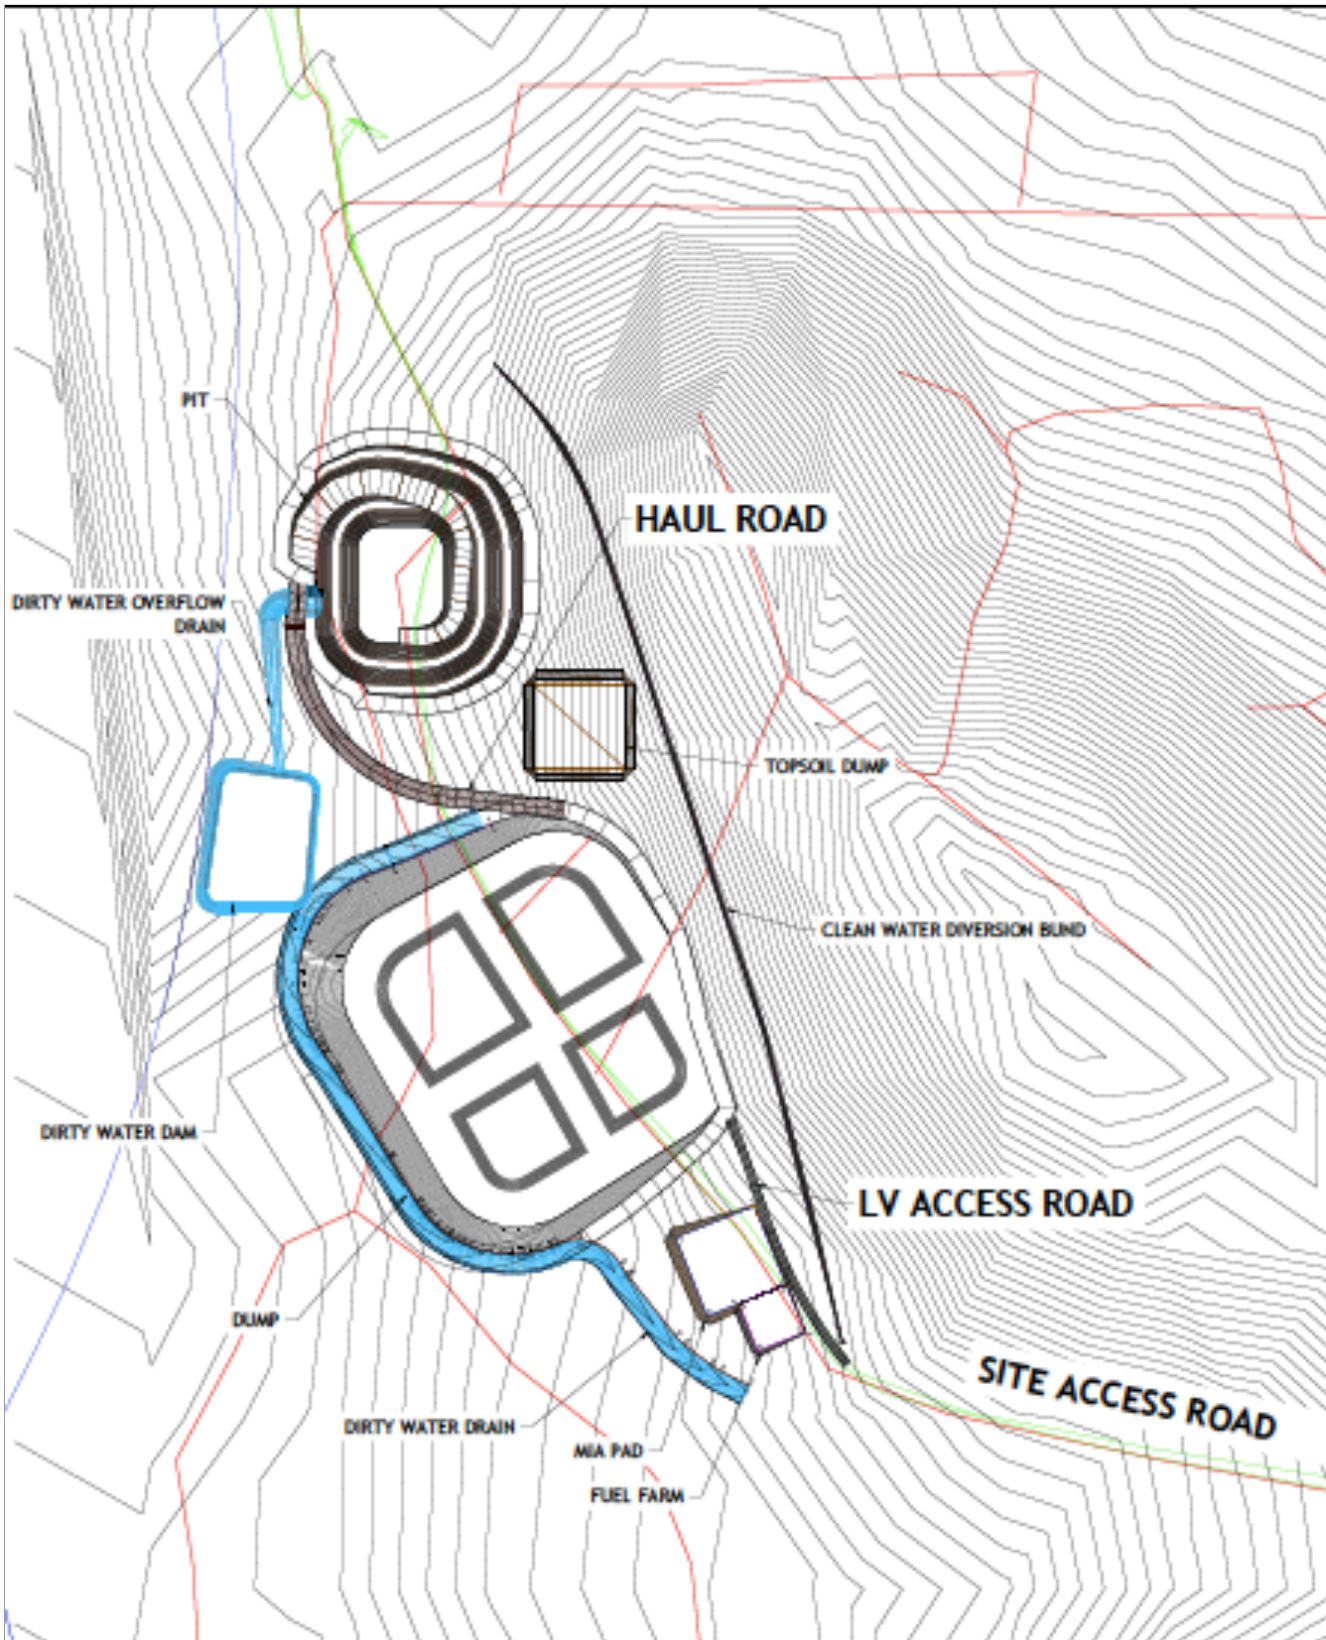 PIT
HAUL ROAD
DIRTY WATER OVERFLOW
DRAIN
TOPSOIL DUMP
CLEAN WATER DIVERSION BUND
DIRTY WATER DAM
LV ACCESS ROAD
DUMP
SITE ACCESS ROAD
DIRTY WATER DRAIN
MIA PAD
FUEL FARM